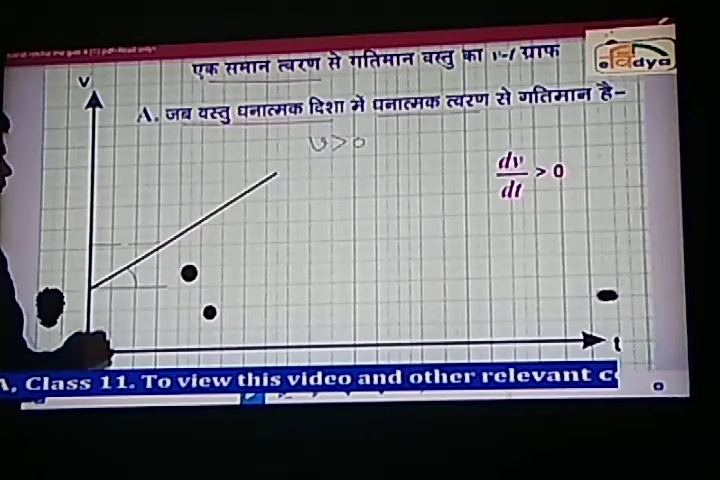 एक समान त्वरण से गतिमान वस्तु का v-t ग्राफ
विdya
v
A. जब वस्तु धनात्मक दिशा में धनात्मक त्वरण से गतिमान है-
υ>0
dv/dt > 0
t
A, Class 11. To view this video and other relevant c